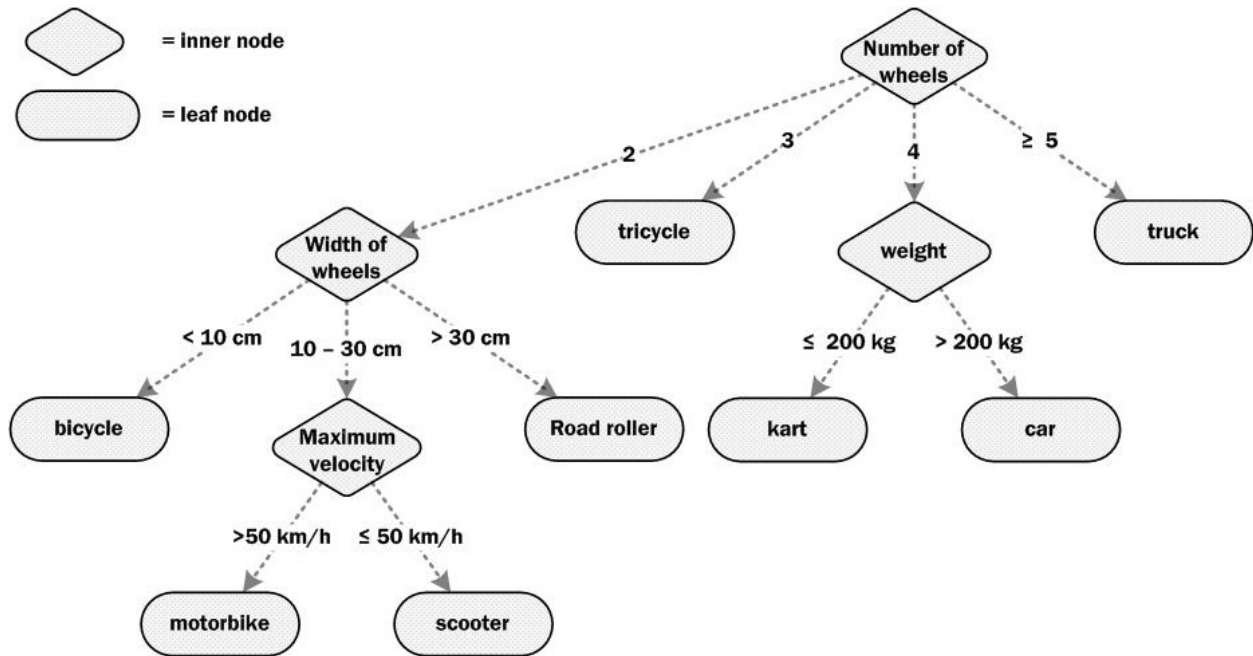 = inner node
= leaf node
Number of
wheels
2
3
4
≥ 5
Width of
wheels
tricycle
weight
truck
< 10 cm
10 – 30 cm
> 30 cm
≤ 200 kg
> 200 kg
bicycle
Maximum
velocity
Road roller
kart
car
>50 km/h
≤ 50 km/h
motorbike
scooter